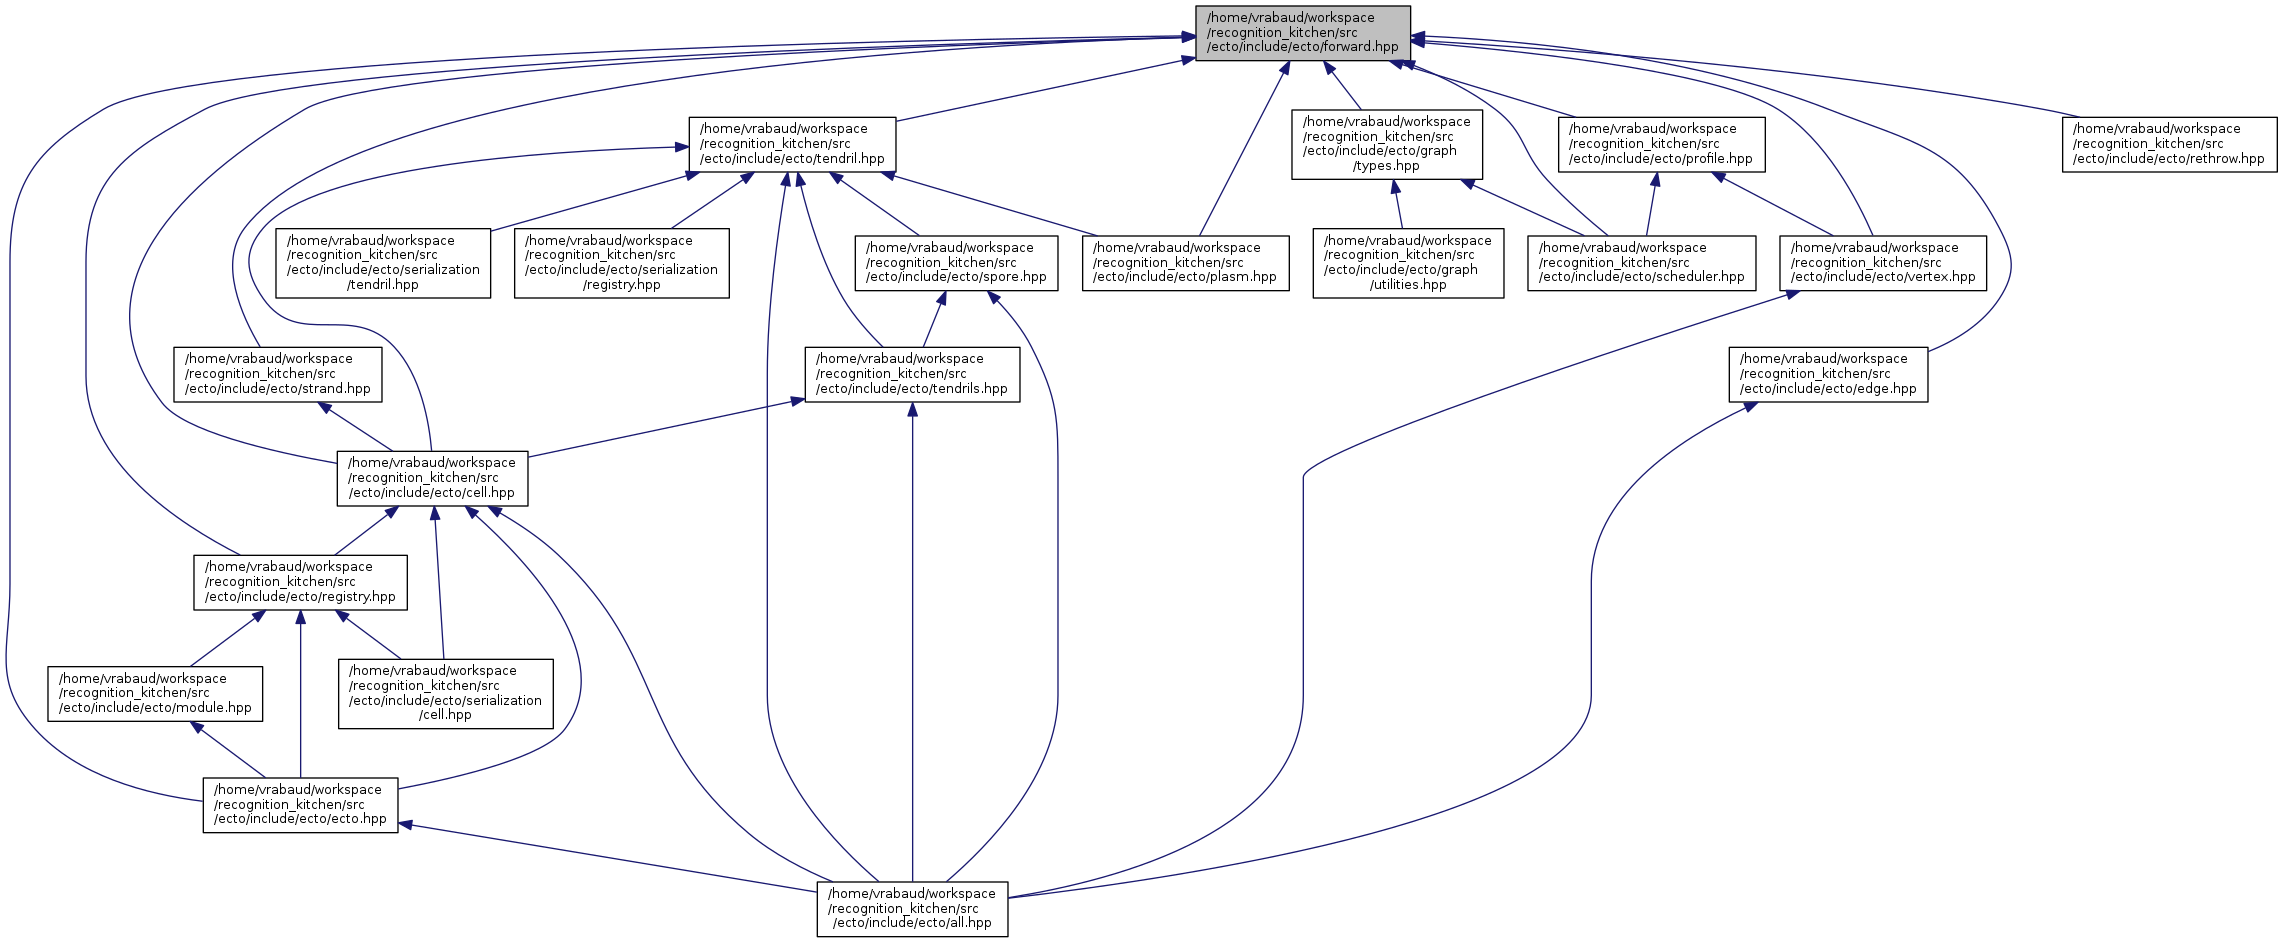 /home/vrabaud/workspace
/recognition_kitchen/src
/ecto/include/ecto/forward.hpp
/home/vrabaud/workspace
/recognition_kitchen/src
/ecto/include/ecto/tendril.hpp
/home/vrabaud/workspace
/recognition_kitchen/src
/ecto/include/ecto/graph
/types.hpp
/home/vrabaud/workspace
/recognition_kitchen/src
/ecto/include/ecto/profile.hpp
/home/vrabaud/workspace
/recognition_kitchen/src
/ecto/include/ecto/rethrow.hpp
/home/vrabaud/workspace
/recognition_kitchen/src
/ecto/include/ecto/serialization
/tendril.hpp
/home/vrabaud/workspace
/recognition_kitchen/src
/ecto/include/ecto/serialization
/registry.hpp
/home/vrabaud/workspace
/recognition_kitchen/src
/ecto/include/ecto/spore.hpp
/home/vrabaud/workspace
/recognition_kitchen/src
/ecto/include/ecto/plasm.hpp
/home/vrabaud/workspace
/recognition_kitchen/src
/ecto/include/ecto/graph
/utilities.hpp
/home/vrabaud/workspace
/recognition_kitchen/src
/ecto/include/ecto/scheduler.hpp
/home/vrabaud/workspace
/recognition_kitchen/src
/ecto/include/ecto/vertex.hpp
/home/vrabaud/workspace
/recognition_kitchen/src
/ecto/include/ecto/strand.hpp
/home/vrabaud/workspace
/recognition_kitchen/src
/ecto/include/ecto/tendrils.hpp
/home/vrabaud/workspace
/recognition_kitchen/src
/ecto/include/ecto/edge.hpp
/home/vrabaud/workspace
/recognition_kitchen/src
/ecto/include/ecto/cell.hpp
/home/vrabaud/workspace
/recognition_kitchen/src
/ecto/include/ecto/registry.hpp
/home/vrabaud/workspace
/recognition_kitchen/src
/ecto/include/ecto/module.hpp
/home/vrabaud/workspace
/recognition_kitchen/src
/ecto/include/ecto/serialization
/cell.hpp
/home/vrabaud/workspace
/recognition_kitchen/src
/ecto/include/ecto/ecto.hpp
/home/vrabaud/workspace
/recognition_kitchen/src
/ecto/include/ecto/all.hpp